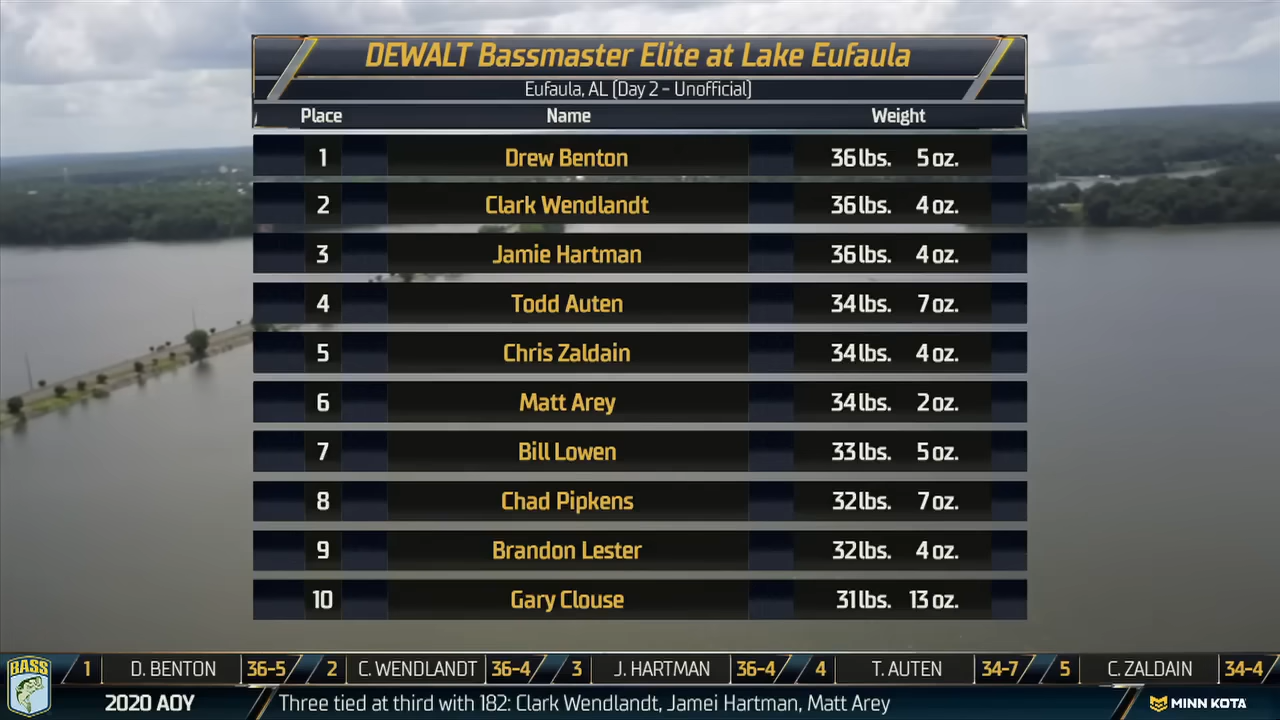 DEWALT Bassmaster Elite at Lake Eufaula
Eufaula, AL (Day 2 - Unofficial)
Place Name Weight
1 Drew Benton 36 lbs. 5 oz.
2 Clark Wendlandt 36 lbs. 4 oz.
3 Jamie Hartman 36 lbs. 4 oz.
4 Todd Auten 34 lbs. 7 oz.
5 Chris Zaldain 34 lbs. 4 oz.
6 Matt Arey 34 lbs. 2 oz.
7 Bill Lowen 33 lbs. 5 oz.
8 Chad Pipkens 32 lbs. 7 oz.
9 Brandon Lester 32 lbs. 4 oz.
10 Gary Clouse 31 lbs. 13 oz.
BASS 1 D. BENTON 36-5 2 C. WENDLANDT 36-4 3 J. HARTMAN 36-4 4 T. AUTEN 34-7 5 C. ZALDAIN 34-4
2020 AOY Three tied at third with 182: Clark Wendlandt, Jamei Hartman, Matt Arey MINN KOTA